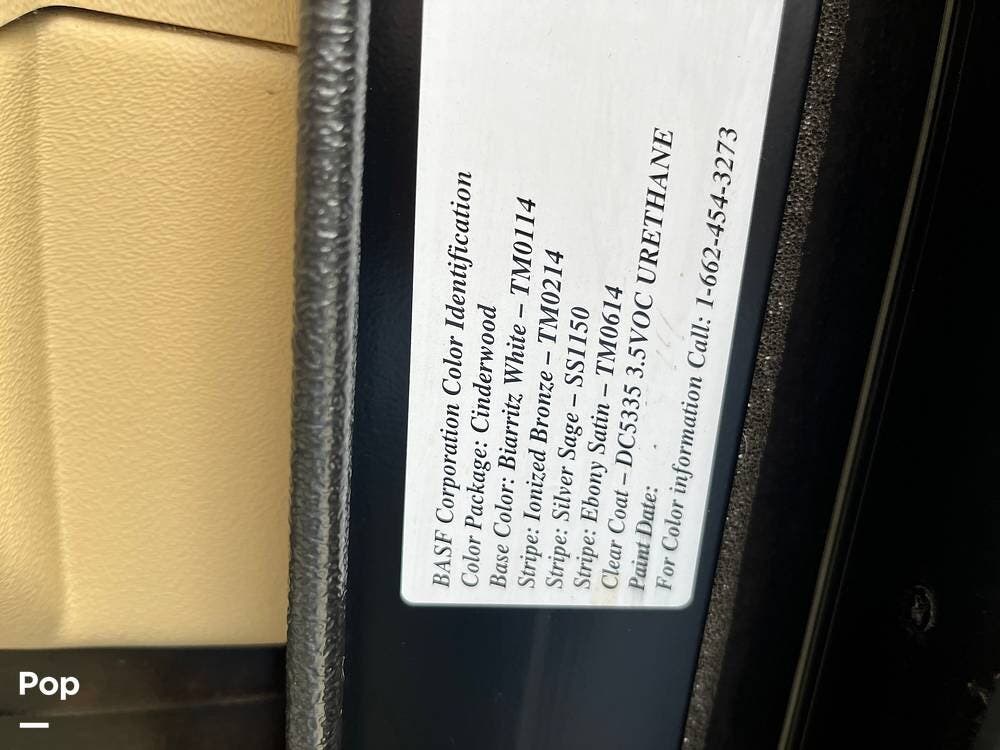 BASF Corporation Color Identification
Color Package: Cinderwood
Base Color: Biarritz White – TM0114
Stripe: Ionized Bronze – TM0214
Stripe: Silver Sage – SS1150
Stripe: Ebony Satin – TM0614
Clear Coat – DC5335 3.5VOC URETHANE
Paint Date:
For Color information Call: 1-662-454-3273
Pop